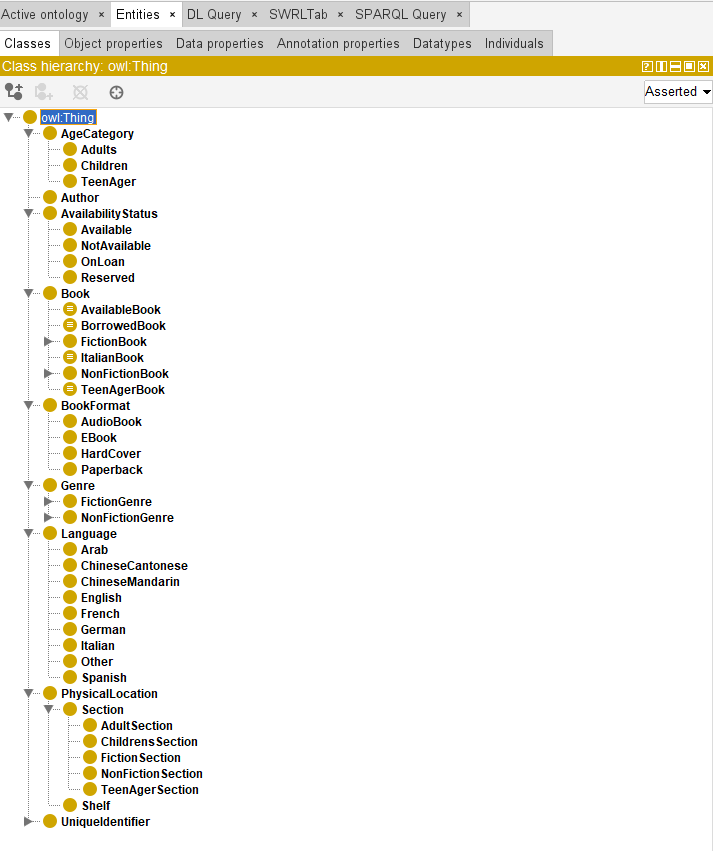 Active ontology × Entities × DL Query × SWRLTab × SPARQL Query ×
Classes Object properties Data properties Annotation properties Datatypes Individuals
Class hierarchy: owl:Thing
Asserted
owl:Thing
AgeCategory
Adults
Children
TeenAger
Author
AvailabilityStatus
Available
NotAvailable
OnLoan
Reserved
Book
AvailableBook
BorrowedBook
FictionBook
ItalianBook
NonFictionBook
TeenAgerBook
BookFormat
AudioBook
EBook
HardCover
Paperback
Genre
FictionGenre
NonFictionGenre
Language
Arab
ChineseCantonese
ChineseMandarin
English
French
German
Italian
Other
Spanish
PhysicalLocation
Section
AdultSection
ChildrensSection
FictionSection
NonFictionSection
TeenAgerSection
Shelf
UniqueIdentifier